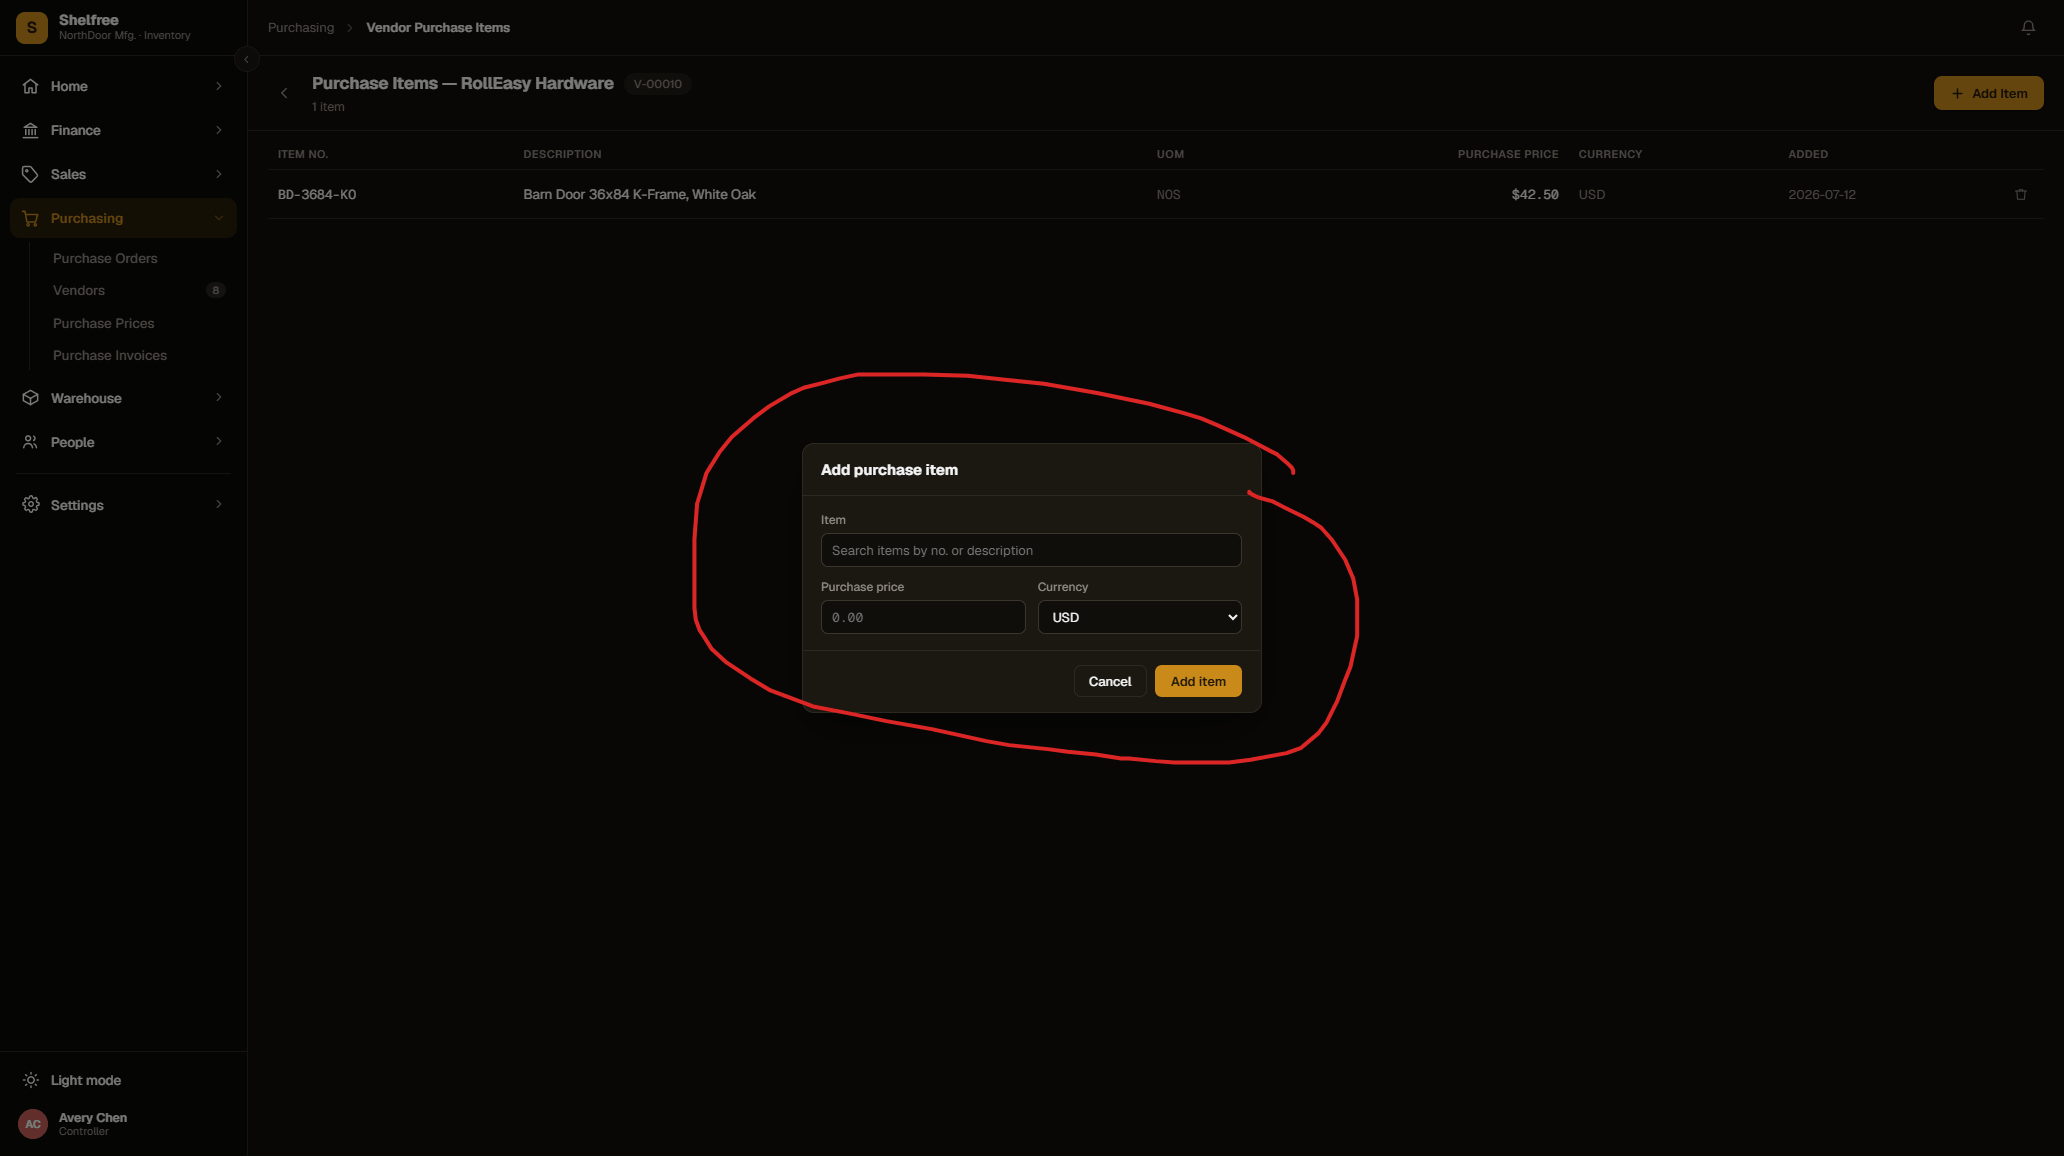 S
Shelfree
NorthDoor Mfg. · Inventory
Home
Finance
Sales
Purchasing
Purchase Orders
Vendors 8
Purchase Prices
Purchase Invoices
Warehouse
People
Settings
Light mode
AC
Avery Chen
Controller
Purchasing > Vendor Purchase Items
Purchase Items — RollEasy Hardware V-00010
1 item
+ Add Item
ITEM NO. DESCRIPTION UOM PURCHASE PRICE CURRENCY ADDED
BD-3684-KO Barn Door 36x84 K-Frame, White Oak NOS $42.50 USD 2026-07-12
Add purchase item
Item
Search items by no. or description
Purchase price Currency
0.00 USD
Cancel Add item